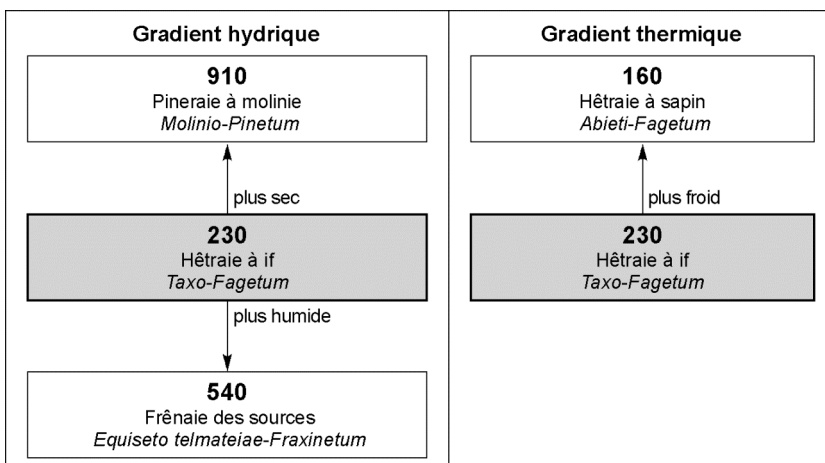 Gradient hydrique
910
Pineraie à molinie
Molinio-Pinetum
plus sec
230
Hêtraie à if
Taxo-Fagetum
plus humide
540
Frênaie des sources
Equiseto telmateiae-Fraxinetum
Gradient thermique
160
Hêtraie à sapin
Abieti-Fagetum
plus froid
230
Hêtraie à if
Taxo-Fagetum